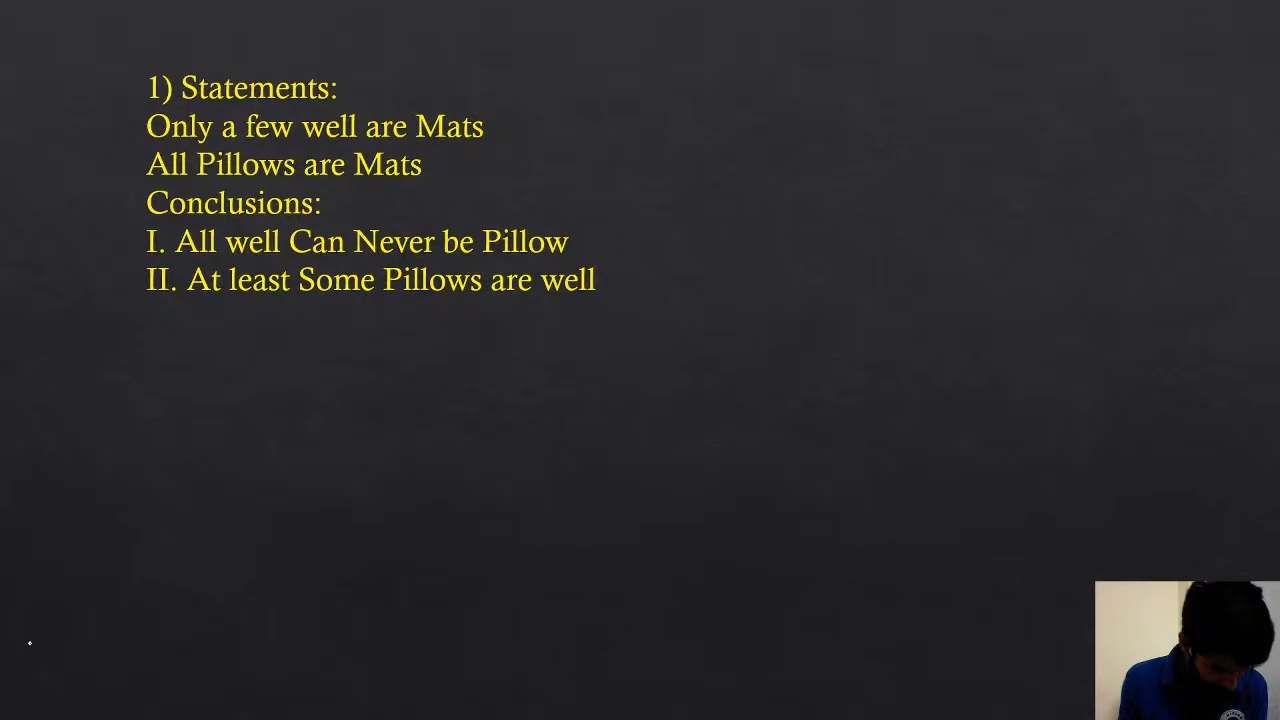 1) Statements:
Only a few well are Mats
All Pillows are Mats
Conclusions:
I. All well Can Never be Pillow
II. At least Some Pillows are well